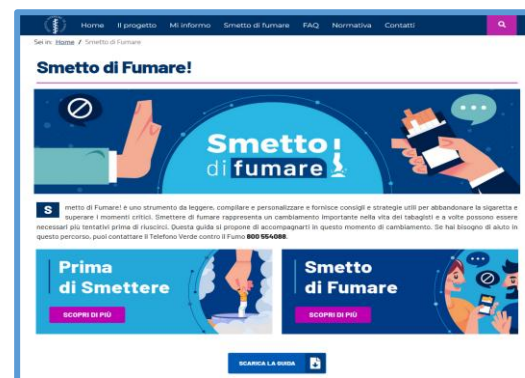 Home Il progetto Mi informo Smetto di fumare FAQ Normativa Contatti
Sei in: Home / Smetto di Fumare
Smetto di Fumare!
Smetto!
di fumare
Smetto di Fumare! è uno strumento da leggere, compilare e personalizzare e fornisce consigli e strategie utili per abbandonare la sigaretta e
superare i momenti critici. Smettere di fumare rappresenta un cambiamento importante nella vita dei tabagisti e a volte possono essere
necessari più tentativi prima di riuscirci. Questa guida si propone di accompagnarti in questo momento di cambiamento. Se hai bisogno di aiuto in
questo percorso, puoi contattare il Telefono Verde contro il Fumo 800 554088.
Prima
di Smettere
SCOPRI DI PIÙ
Smetto
di Fumare
SCOPRI DI PIÙ
SCARICA LA GUIDA